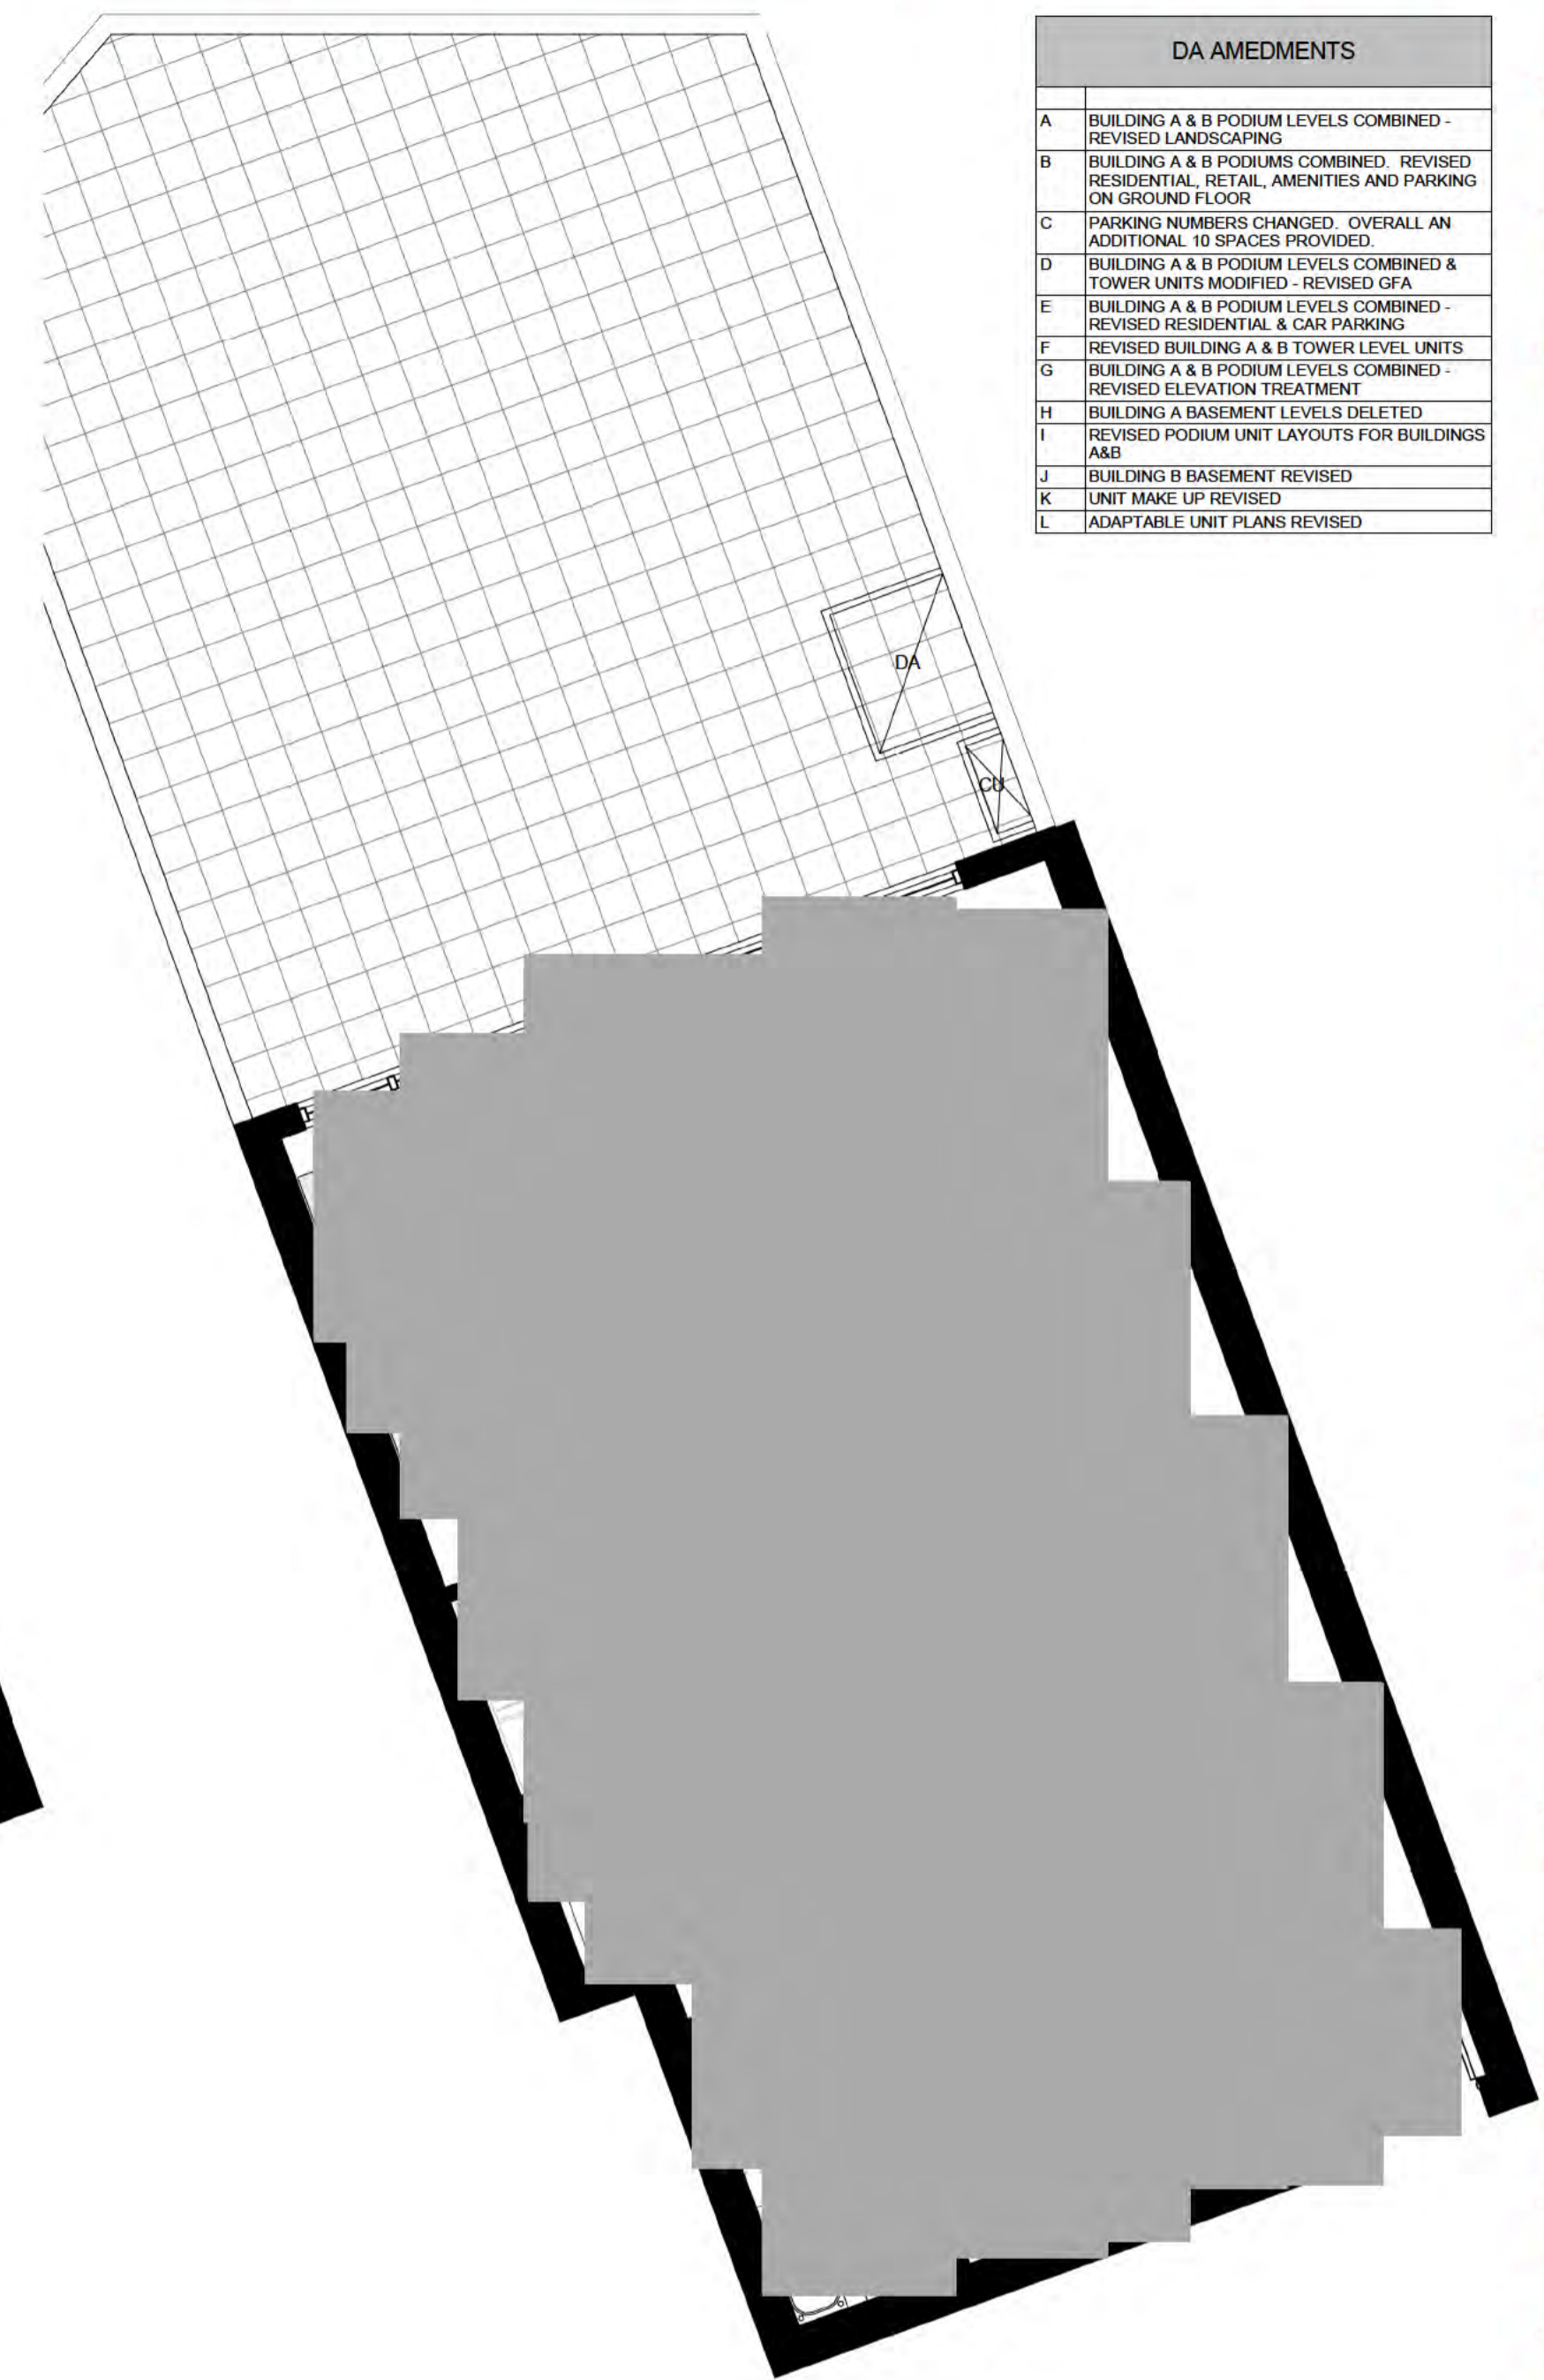 DA AMEDMENTS
A BUILDING A & B PODIUM LEVELS COMBINED -
REVISED LANDSCAPING
B BUILDING A & B PODIUMS COMBINED. REVISED
RESIDENTIAL, RETAIL, AMENITIES AND PARKING
ON GROUND FLOOR
C PARKING NUMBERS CHANGED. OVERALL AN
ADDITIONAL 10 SPACES PROVIDED.
D BUILDING A & B PODIUM LEVELS COMBINED &
TOWER UNITS MODIFIED - REVISED GFA
E BUILDING A & B PODIUM LEVELS COMBINED -
REVISED RESIDENTIAL & CAR PARKING
F REVISED BUILDING A & B TOWER LEVEL UNITS
G BUILDING A & B PODIUM LEVELS COMBINED -
REVISED ELEVATION TREATMENT
H BUILDING A BASEMENT LEVELS DELETED
I REVISED PODIUM UNIT LAYOUTS FOR BUILDINGS
A&B
J BUILDING B BASEMENT REVISED
K UNIT MAKE UP REVISED
L ADAPTABLE UNIT PLANS REVISED
DA
CU